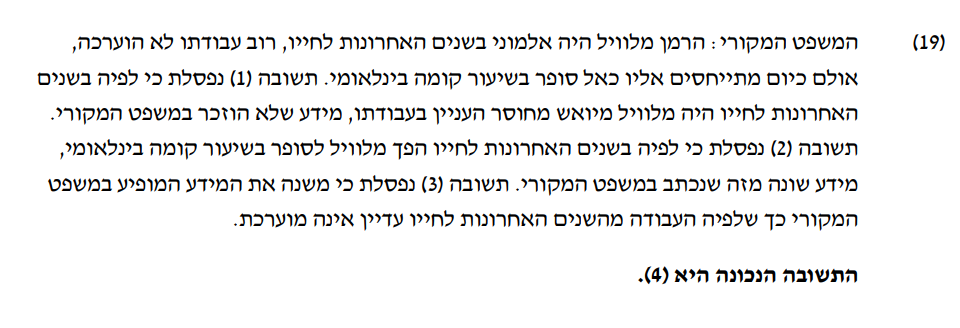 (19) המשפט המקורי: הרמן מלוויל היה אלמוני בשנים האחרונות לחייו, רוב עבודתו לא הוערכה,
אולם כיום מתייחסים אליו כאל סופר בשיעור קומה בינלאומי. תשובה (1) נפסלת כי לפיה בשנים
האחרונות לחייו היה מלוויל מיואש מחוסר העניין בעבודתו, מידע שלא הוזכר במשפט המקורי.
תשובה (2) נפסלת כי לפיה בשנים האחרונות לחייו הפך מלוויל לסופר בשיעור קומה בינלאומי,
מידע שונה מזה שנכתב במשפט המקורי. תשובה (3) נפסלת כי משנה את המידע המופיע במשפט
המקורי כך שלפיה העבודה מהשנים האחרונות לחייו עדיין אינה מוערכת.
התשובה הנכונה היא (4).